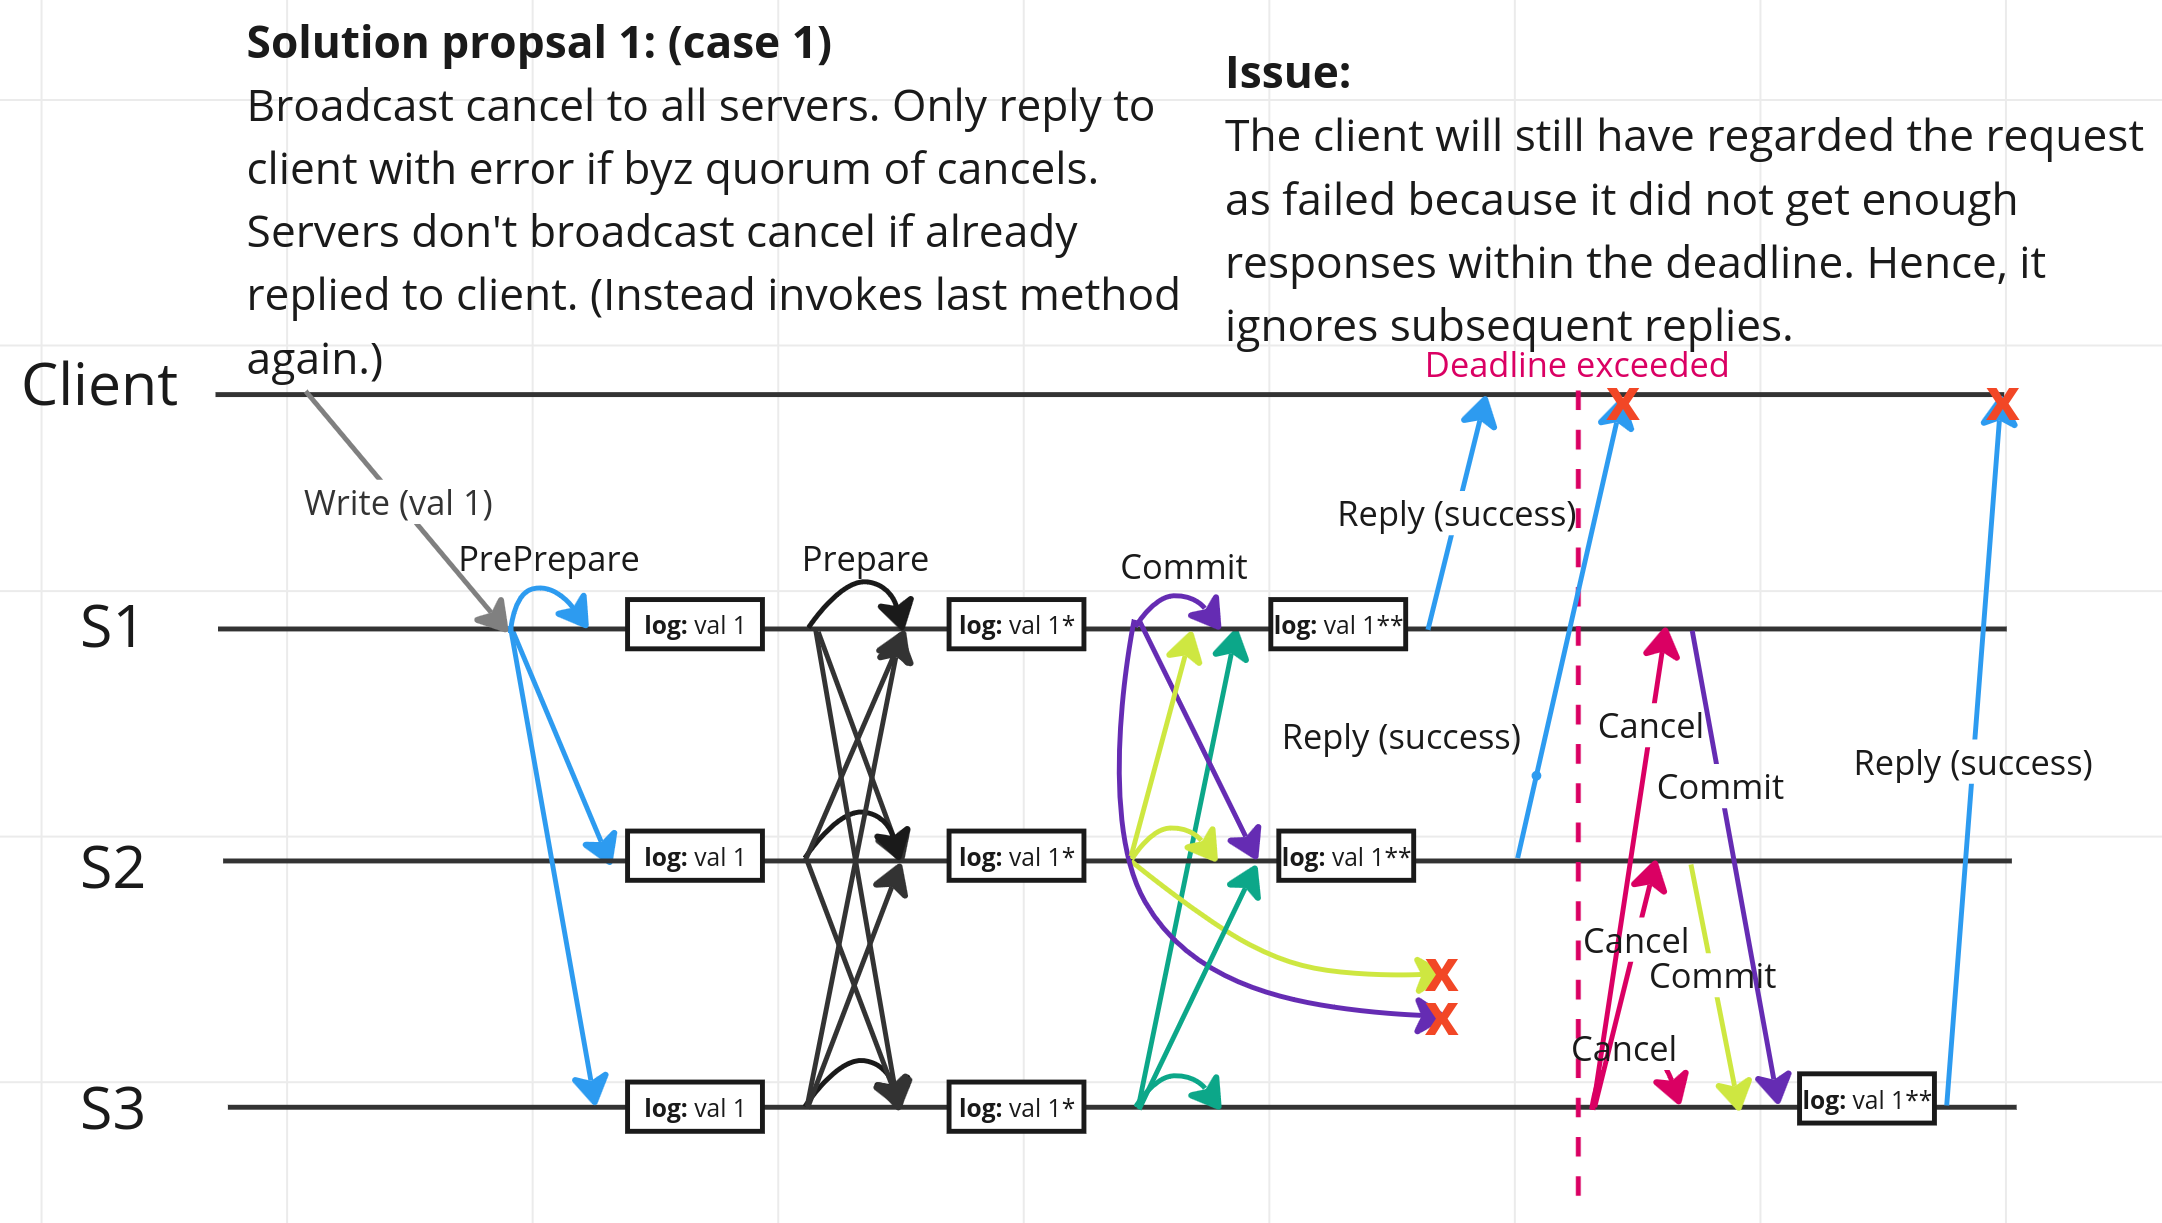 Solution propsal 1: (case 1)
Broadcast cancel to all servers. Only reply to
client with error if byz quorum of cancels.
Servers don't broadcast cancel if already
replied to client. (Instead invokes last method
again.)
Issue:
The client will still have regarded the request
as failed because it did not get enough
responses within the deadline. Hence, it
ignores subsequent replies.
Deadline exceeded
Client
X
X
Write (val 1)
Reply (success)
PrePrepare
Prepare
Commit
S1
log: val 1
log: val 1*
log: val 1**
Cancel
Reply (success)
Commit
Reply (success)
S2
log: val 1
log: val 1*
log: val 1**
Cancel
X
Commit
X
Cancel
S3
log: val 1
log: val 1*
log: val 1**